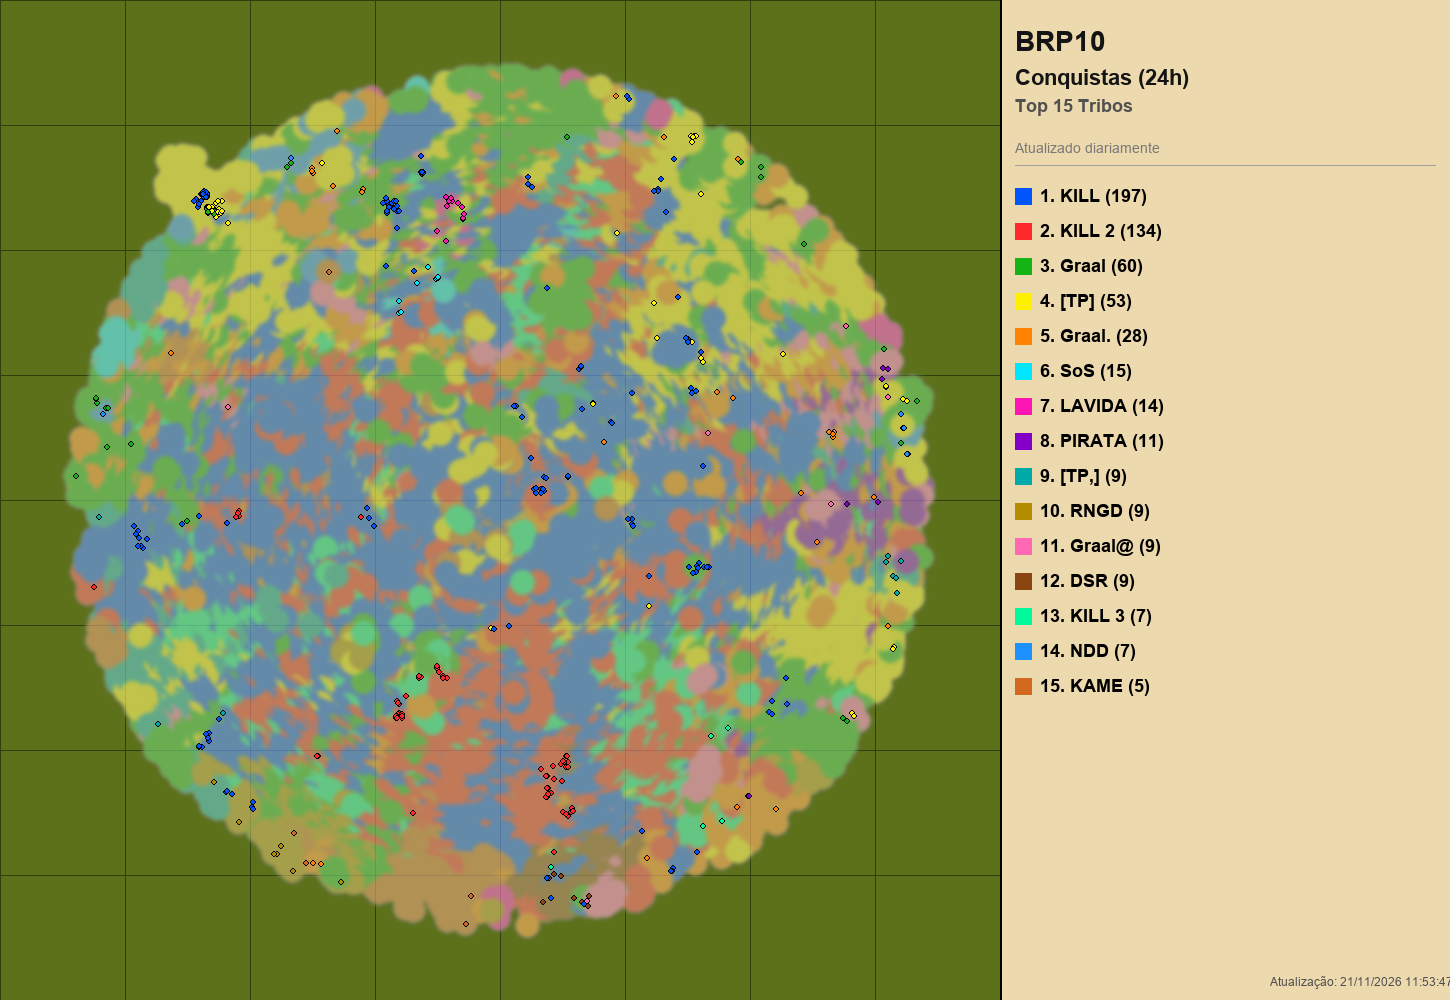 BRP10
Conquistas (24h)
Top 15 Tribos
Atualizado diariamente
1. KILL (197)
2. KILL 2 (134)
3. Graal (60)
4. [TP] (53)
5. Graal. (28)
6. SoS (15)
7. LAVIDA (14)
8. PIRATA (11)
9. [TP,] (9)
10. RNGD (9)
11. Graal@ (9)
12. DSR (9)
13. KILL 3 (7)
14. NDD (7)
15. KAME (5)
Atualização: 21/11/2026 11:53:47